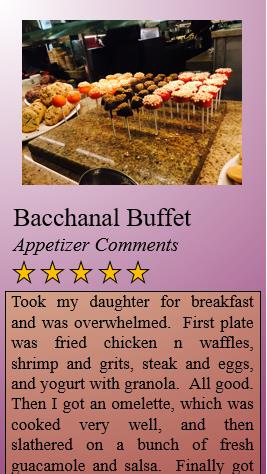 Bacchanal Buffet
Appetizer Comments
Took my daughter for breakfast
and was overwhelmed. First plate
was fried chicken n waffles,
shrimp and grits, steak and eggs,
and yogurt with granola. All good.
Then I got an omelette, which was
cooked very well, and then
slathered on a bunch of fresh
guacamole and salsa. Finally got